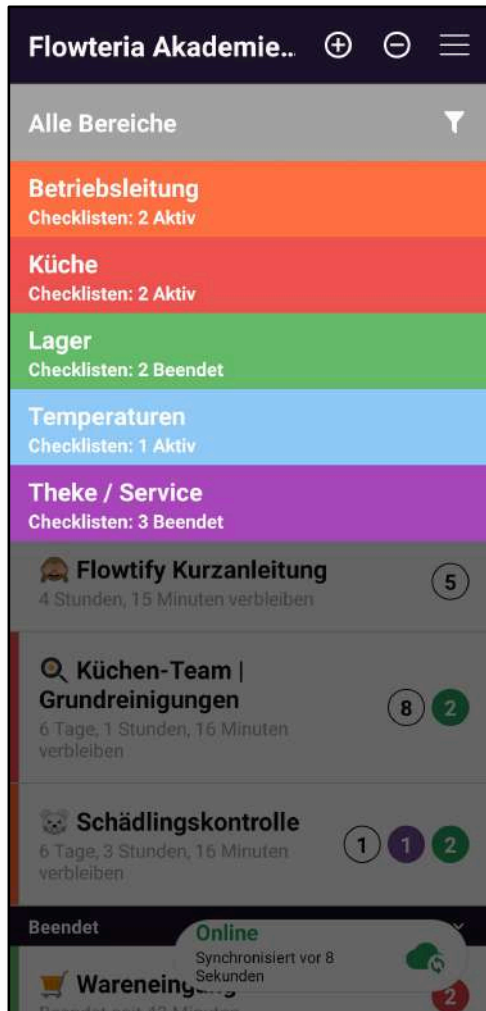 Flowteria Akademie..
Alle Bereiche
Betriebsleitung
Checklisten: 2 Aktiv
Küche
Checklisten: 2 Aktiv
Lager
Checklisten: 2 Beendet
Temperaturen
Checklisten: 1 Aktiv
Theke / Service
Checklisten: 3 Beendet
Flowtify Kurzanleitung
4 Stunden, 15 Minuten verbleiben
5
Küchen-Team |
Grundreinigungen
6 Tage, 1 Stunden, 16 Minuten
verbleiben
8 2
Schädlingskontrolle
6 Tage, 3 Stunden, 16 Minuten
verbleiben
1 1 2
Beendet
Online
Synchronisiert vor 8
Sekunden
Wareneingang
2